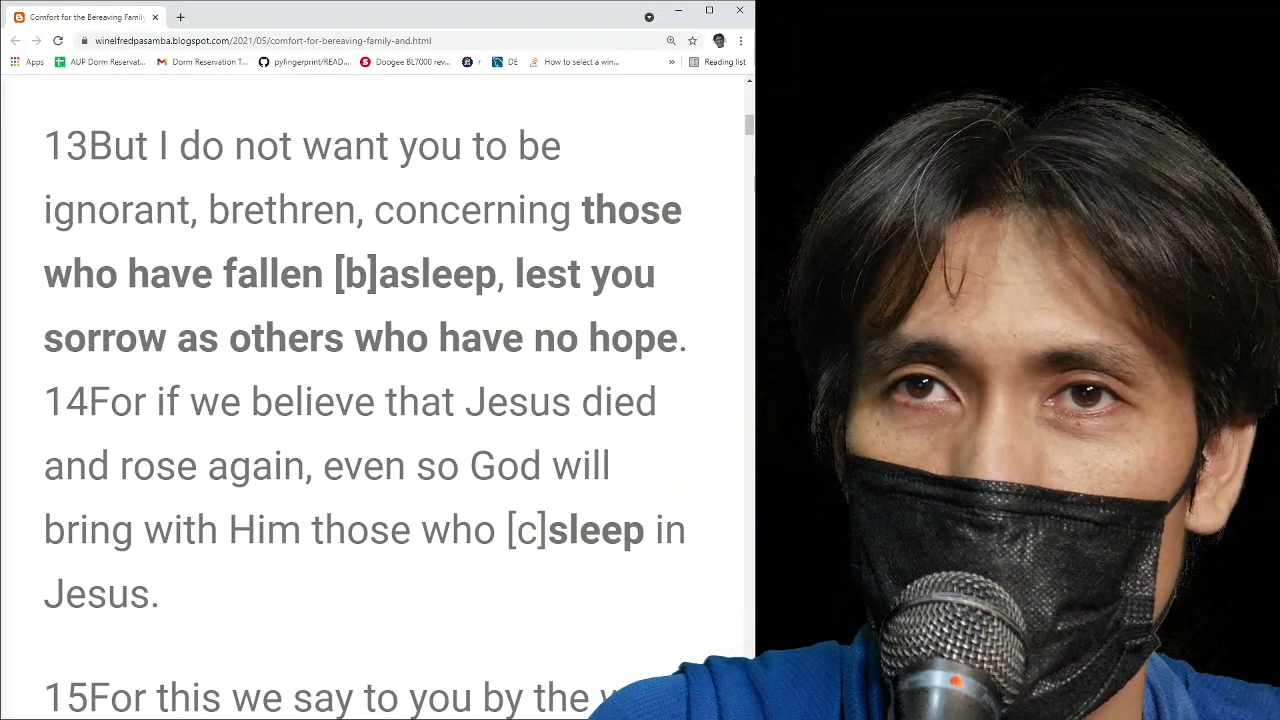 Comfort for the Bereaving Family
winelfredpasamba.blogspot.com/2021/05/comfort-for-bereaving-family-and.html
Apps AUP Dorm Reservat... Dorm Reservation T... pyfingerprint/READ... Doogee BL7000 rev... r DE How to select a win... » Reading list
13But I do not want you to be
ignorant, brethren, concerning those
who have fallen [b]asleep, lest you
sorrow as others who have no hope.
14For if we believe that Jesus died
and rose again, even so God will
bring with Him those who [c]sleep in
Jesus.
15For this we say to you by the